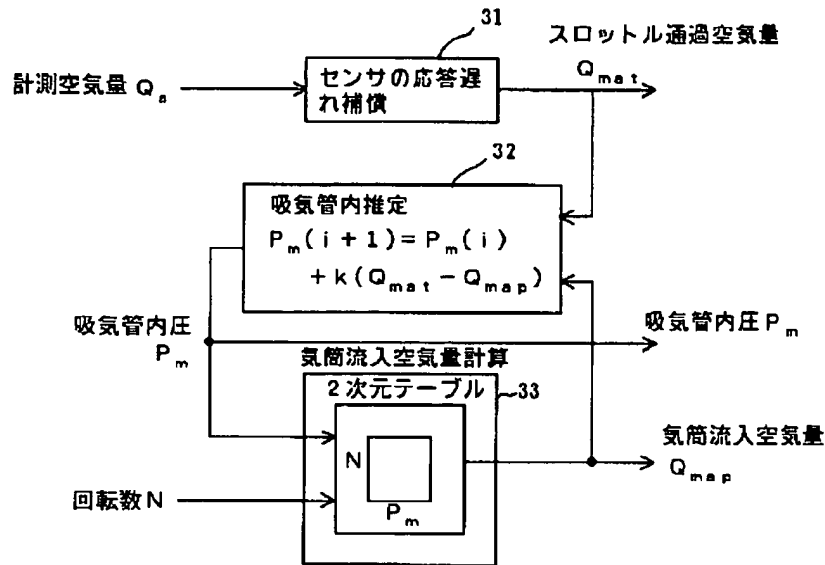 31
スロットル通過空気量
Qmat
計測空気量 Qa
センサの応答遅
れ補償
32
吸気管内推定
Pm(i+1)=Pm(i)
+k(Qmat-Qmap)
吸気管内圧
Pm
吸気管内圧Pm
気筒流入空気量計算
2次元テーブル
33
N
Pm
気筒流入空気量
Qmap
回転数N